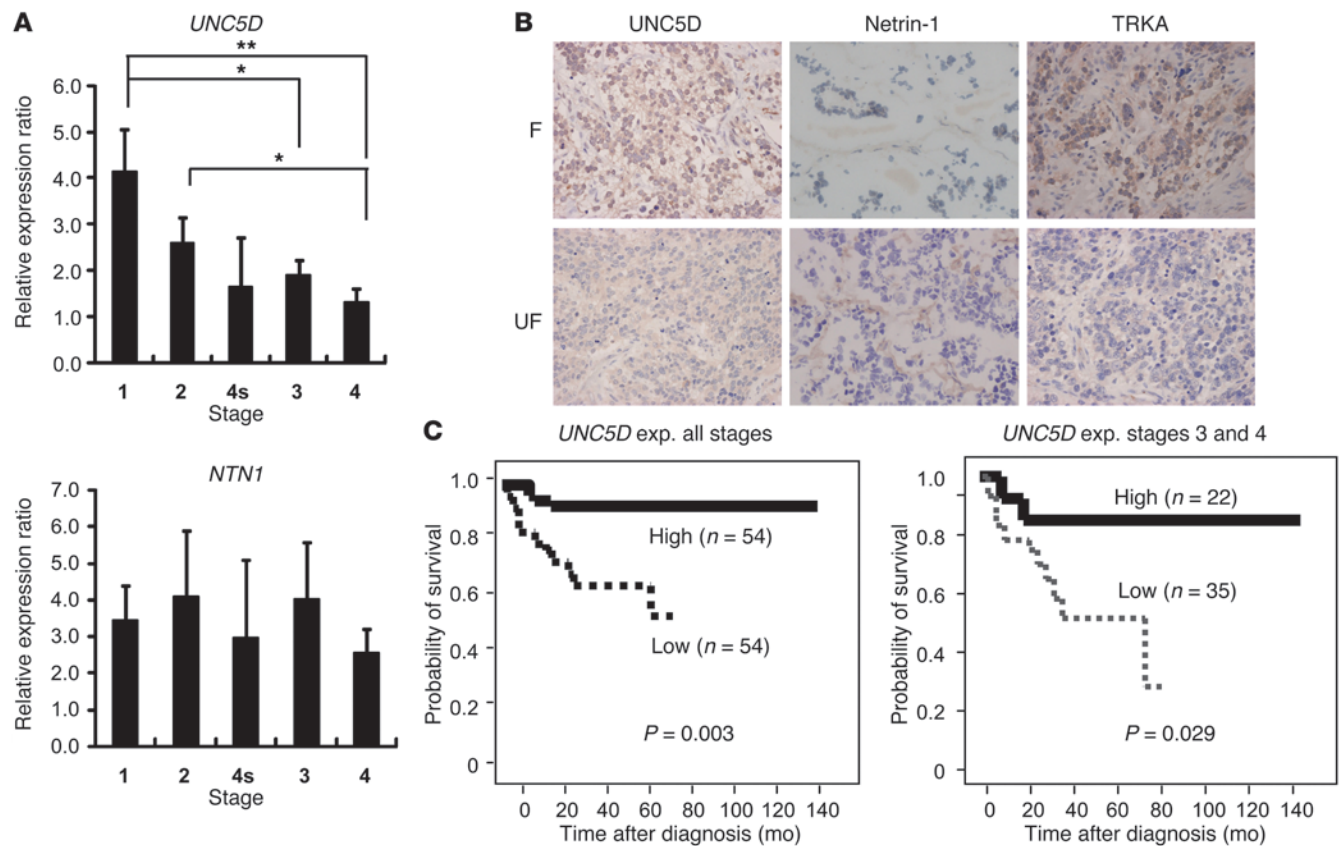 A
UNC5D
**
*
*
Relative expression ratio
6.0
5.0
4.0
3.0
2.0
1.0
0.0
1 2 4s 3 4
Stage
NTN1
Relative expression ratio
7.0
6.0
5.0
4.0
3.0
2.0
1.0
0.0
1 2 4s 3 4
Stage
B
UNC5D Netrin-1 TRKA
F
UF
C
UNC5D exp. all stages
Probability of survival
1.0
0.8
0.6
0.4
0.2
0
High (n = 54)
Low (n = 54)
P = 0.003
0 20 40 60 80 100 120 140
Time after diagnosis (mo)
UNC5D exp. stages 3 and 4
Probability of survival
1.0
0.8
0.6
0.4
0.2
0
High (n = 22)
Low (n = 35)
P = 0.029
0 20 40 60 80 100 120 140
Time after diagnosis (mo)